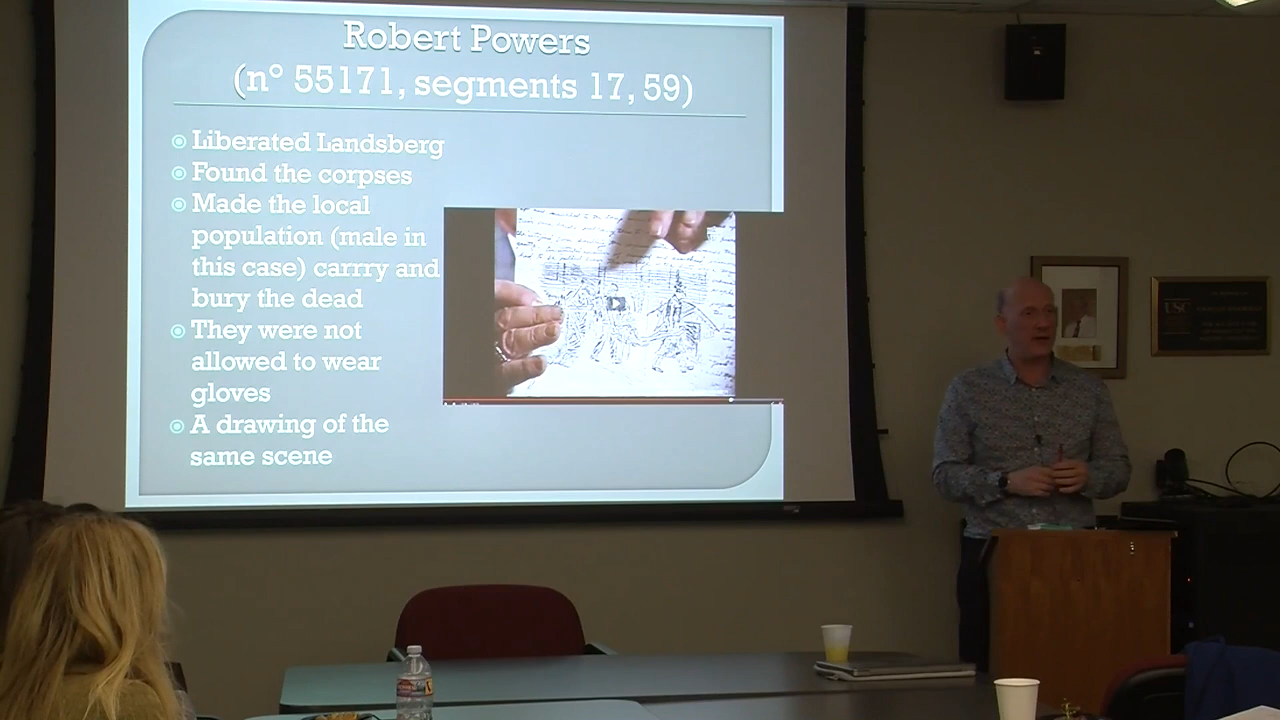 Robert Powers
(n° 55171, segments 17, 59)
Liberated Landsberg
Found the corpses
Made the local
population (male in
this case) carrry and
bury the dead
They were not
allowed to wear
gloves
A drawing of the
same scene
USC